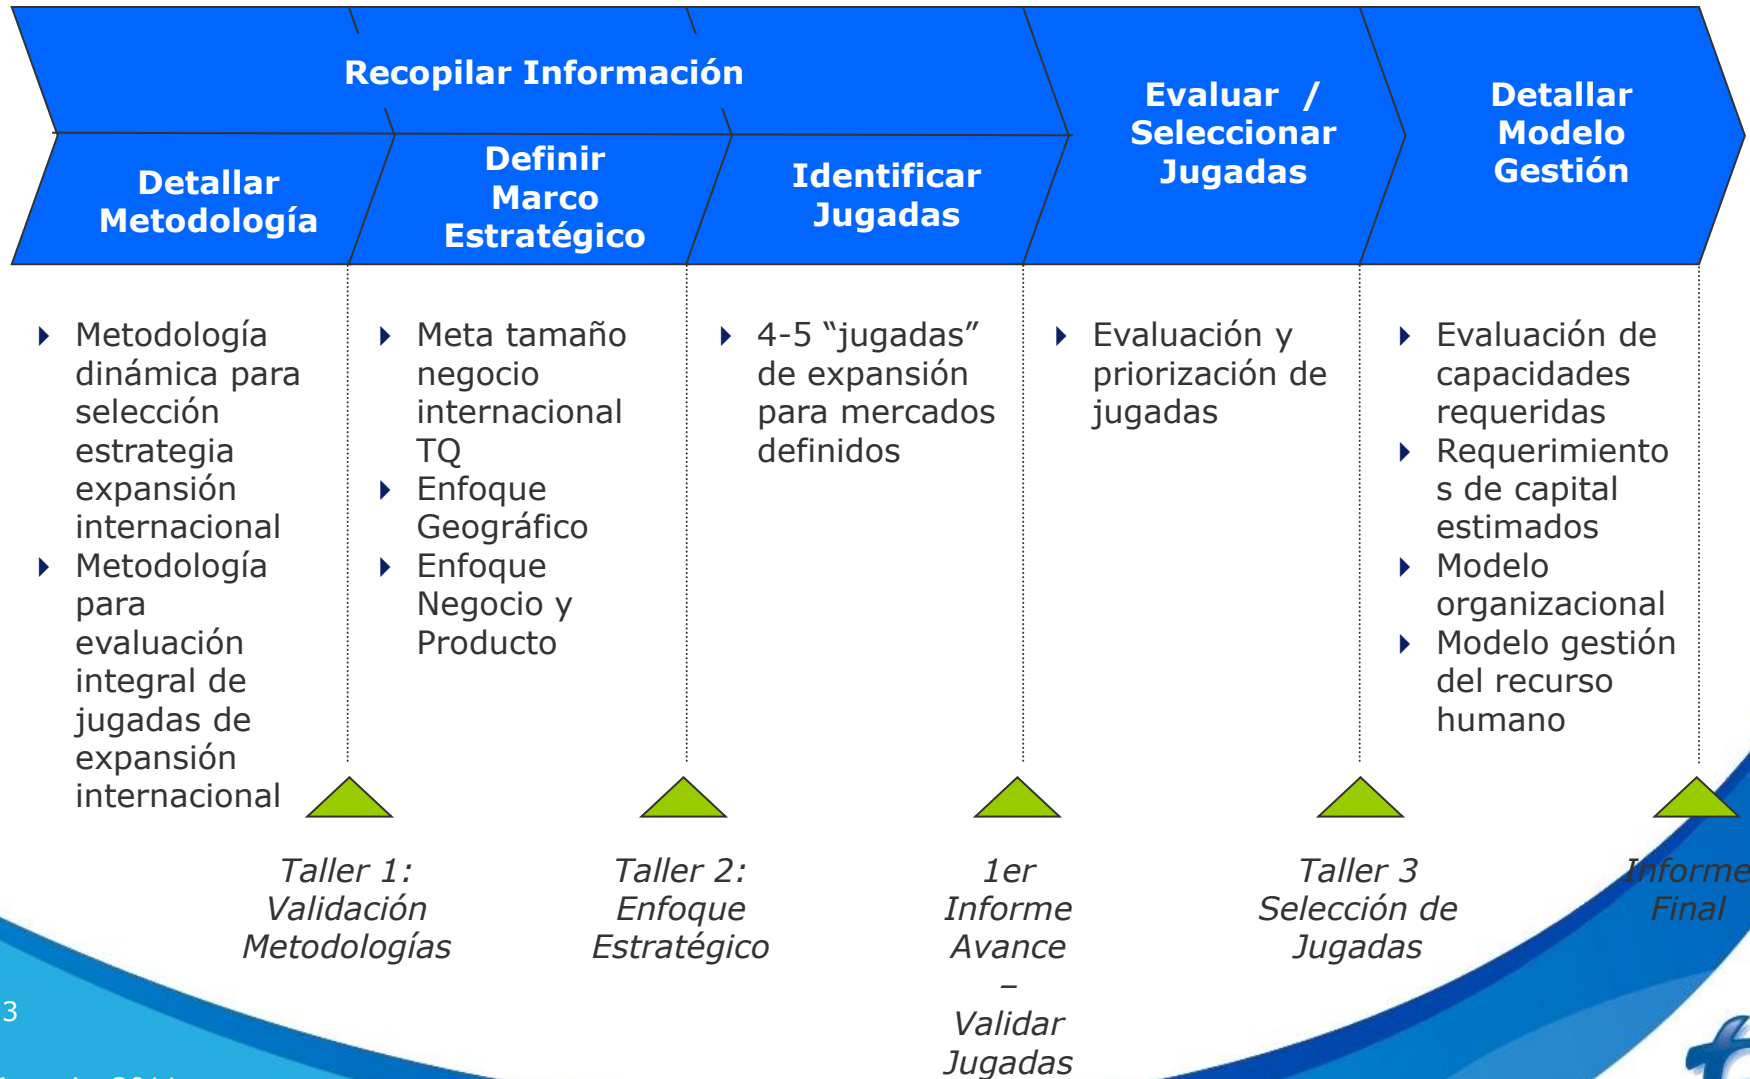 Recopilar Información
Evaluar /
Seleccionar
Jugadas
Detallar
Modelo
Gestión
Detallar
Metodología
Definir
Marco
Estratégico
Identificar
Jugadas
Metodología
dinámica para
selección
estrategia
expansión
internacional
Metodología
para
evaluación
integral de
jugadas de
expansión
internacional
Meta tamaño
negocio
internacional
TQ
Enfoque
Geográfico
Enfoque
Negocio y
Producto
4-5 “jugadas”
de expansión
para mercados
definidos
Evaluación y
priorización de
jugadas
Evaluación de
capacidades
requeridas
Requerimiento
s de capital
estimados
Modelo
organizacional
Modelo gestión
del recurso
humano
Taller 1:
Validación
Metodologías
Taller 2:
Enfoque
Estratégico
1er
Informe
Avance
–
Validar
Jugadas
Taller 3
Selección de
Jugadas
Informe
Final
3